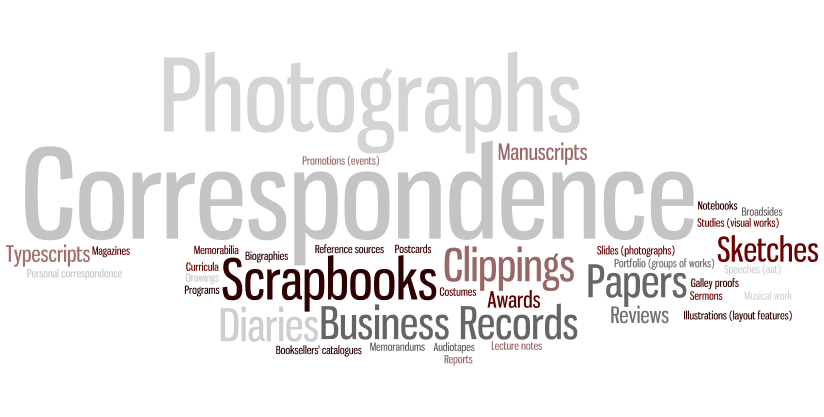 Photographs
Promotions (events)
Manuscripts
Correspondence
Notebooks
Broadsides
Studies (visual works)
Typescripts
Magazines
Personal correspondence
Memorabilia
Biographies
Reference sources
Postcards
Curricula
Drawings
Programs
Scrapbooks
Clippings
Costumes
Awards
Slides (photographs)
Portfolio (groups of works)
Sketches
Speeches (aat)
Papers
Galley proofs
Sermons
Musical work
Diaries
Business Records
Reviews
Illustrations (layout features)
Booksellers' catalogues
Memorandums
Audiotapes
Lecture notes
Reports